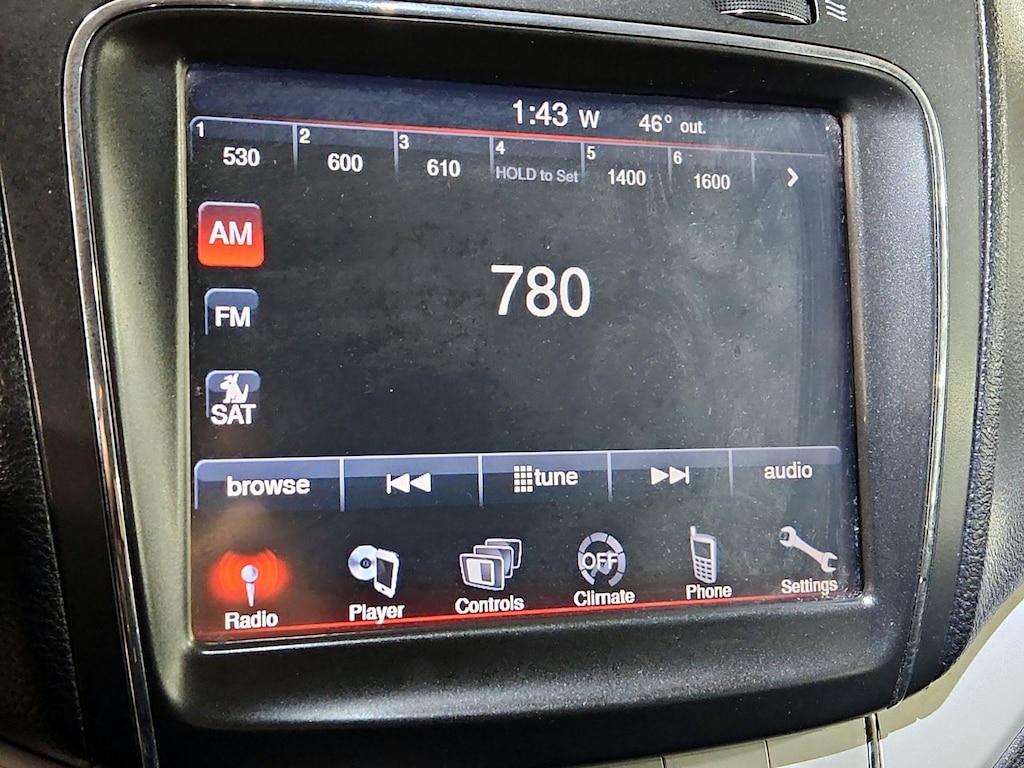 1:43 W 46° out.
1 2 3 4 5 6
530 600 610 HOLD to Set 1400 1600
AM
780
FM
SAT
browse tune audio
OFF
Radio Player Controls Climate Phone Settings